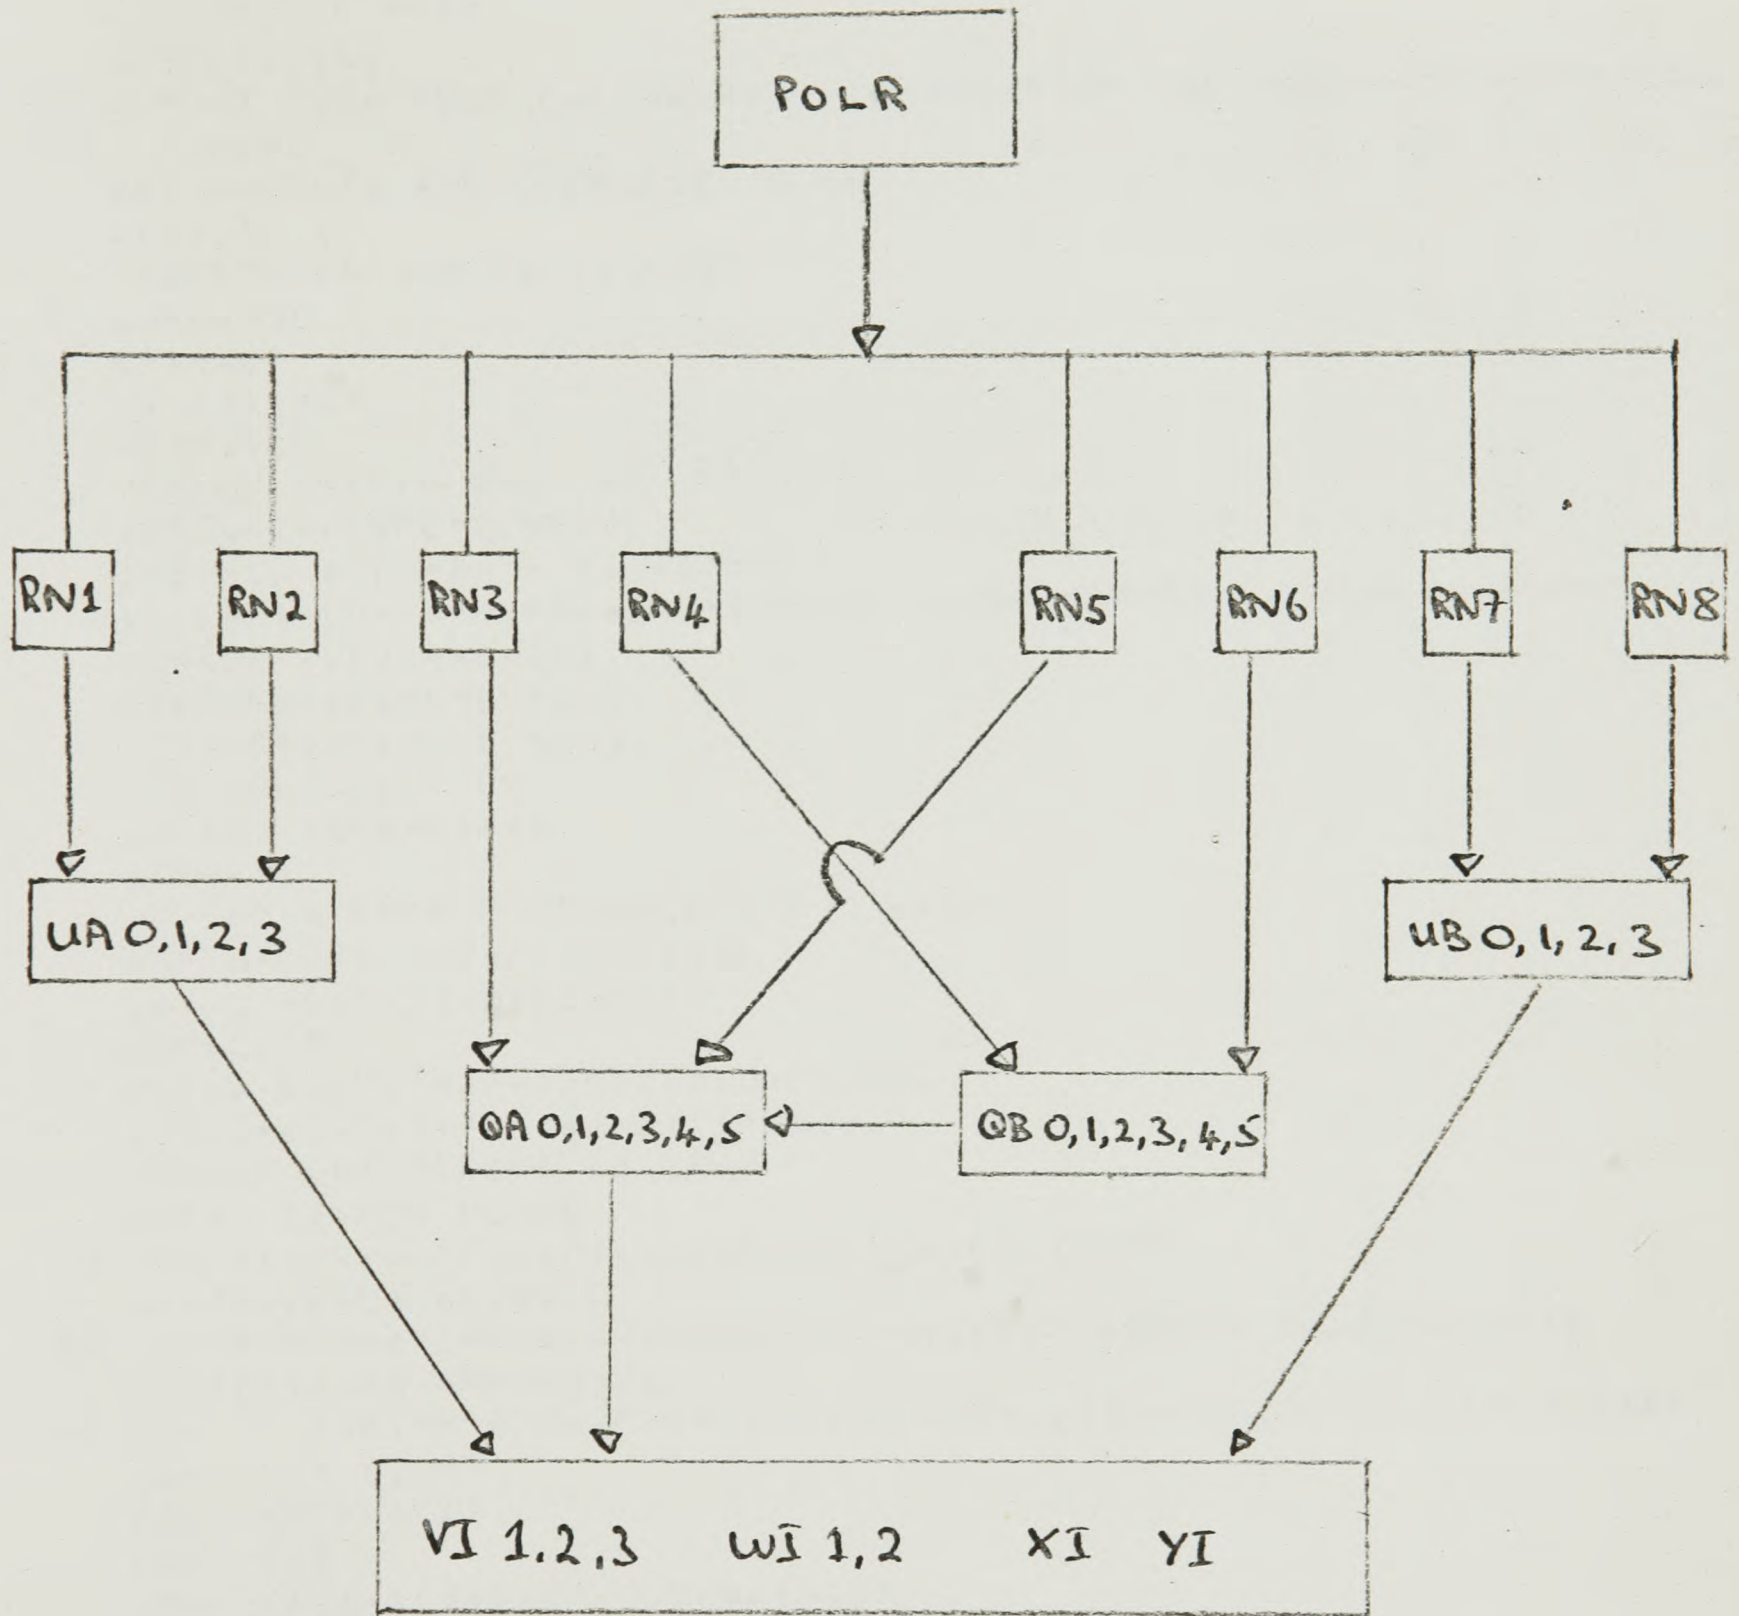 POLR
RN1 RN2 RN3 RN4 RN5 RN6 RN7 RN8
UA 0,1,2,3 UB 0,1,2,3
QA 0,1,2,3,4,5 QB 0,1,2,3,4,5
VI 1,2,3 WI 1,2 XI YI